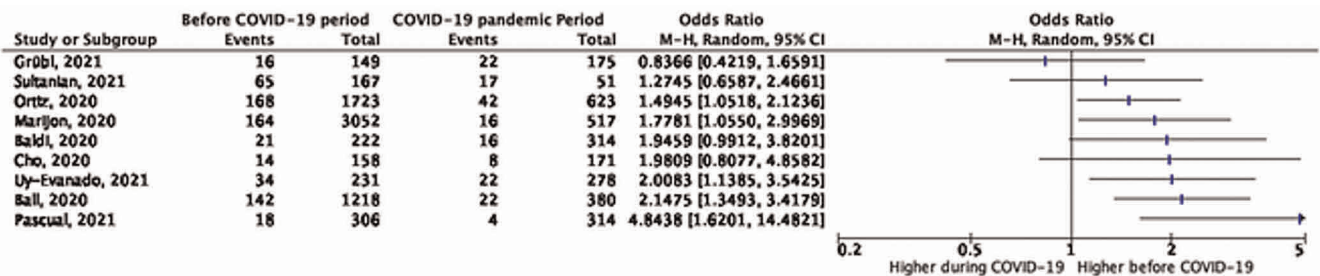 Before COVID-19 period COVID-19 pandemic Period Odds Ratio Odds Ratio
Study or Subgroup Events Total Events Total M-H, Random, 95% CI M-H, Random, 95% CI
Grübl, 2021 16 149 22 175 0.8366 [0.4219, 1.6591]
Sultanian, 2021 65 167 17 51 1.2745 [0.6587, 2.4661]
Ortiz, 2020 168 1723 42 623 1.4945 [1.0518, 2.1236]
Marijon, 2020 164 3052 16 517 1.7781 [1.0550, 2.9969]
Baldi, 2020 21 222 16 314 1.9459 [0.9912, 3.8201]
Cho, 2020 14 158 8 171 1.9809 [0.8077, 4.8582]
Uy-Evanado, 2021 34 231 22 278 2.0083 [1.1385, 3.5425]
Ball, 2020 142 1218 22 380 2.1475 [1.3493, 3.4179]
Pascual, 2021 18 306 4 314 4.8438 [1.6201, 14.4821]
0.2 0.5 1 2 5
Higher during COVID-19 Higher before COVID-19